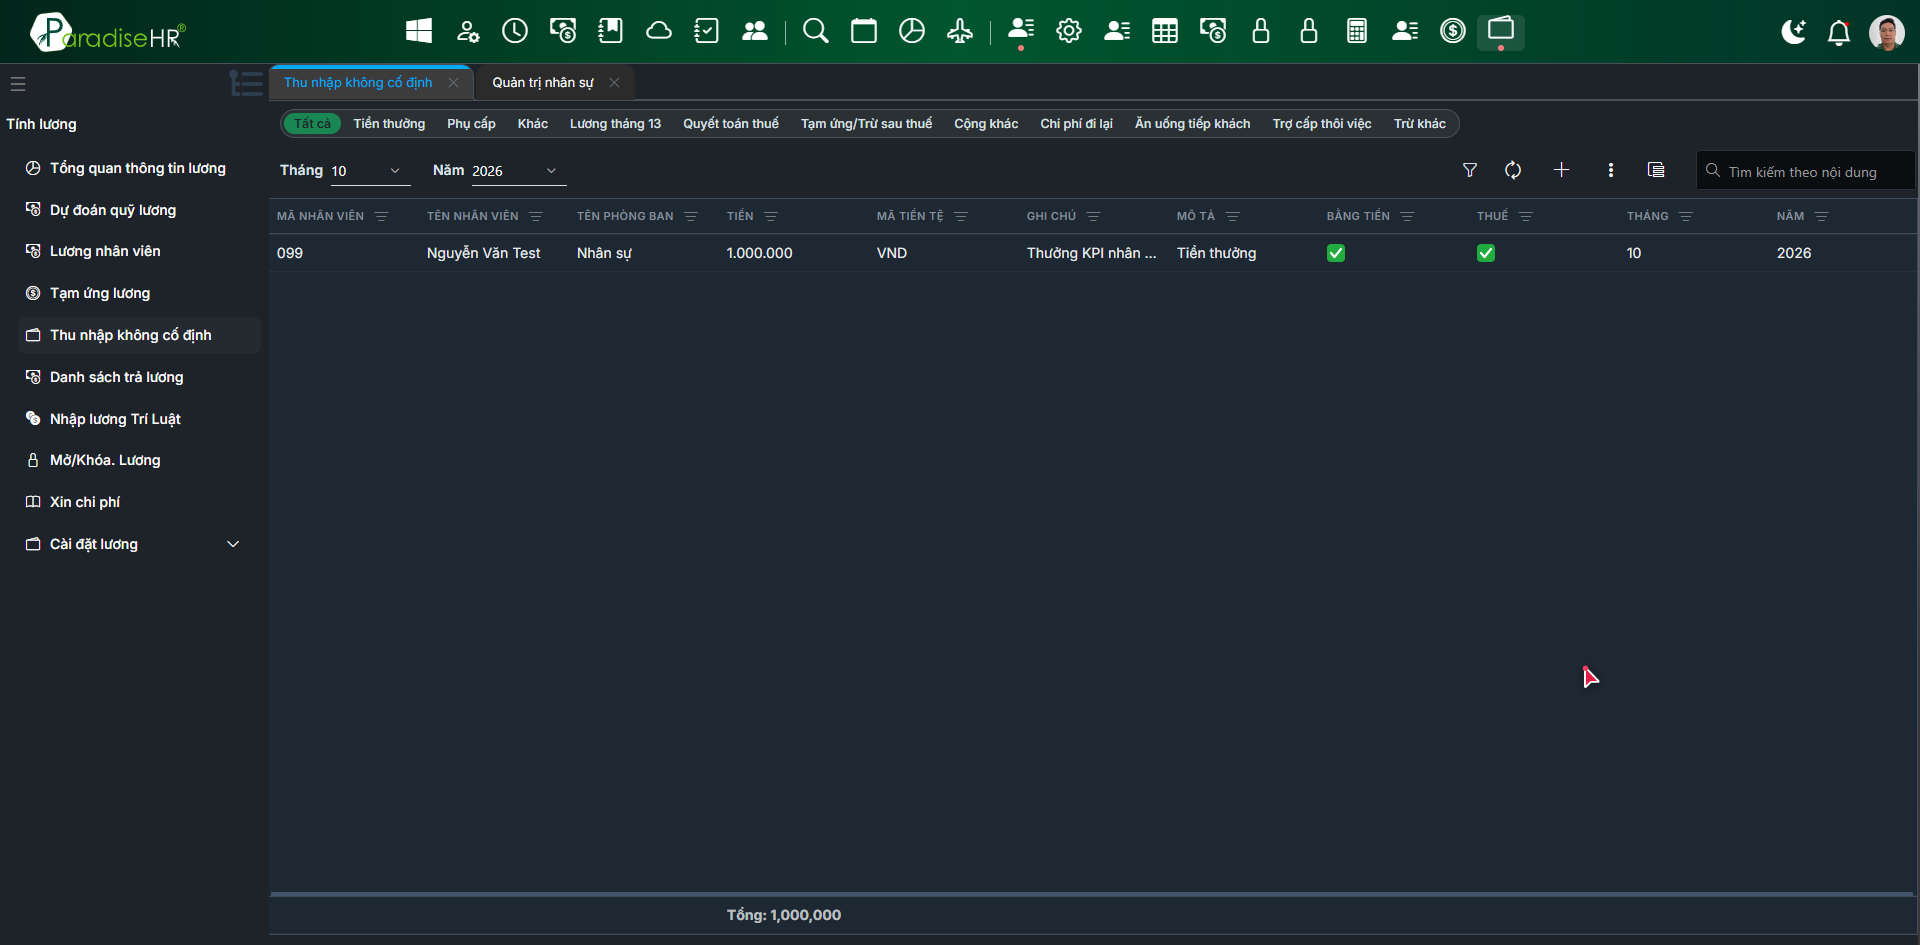 ParadiseHR®
Thu nhập không cố định
Quản trị nhân sự
Tính lương
Tổng quan thông tin lương
Dự đoán quỹ lương
Lương nhân viên
Tạm ứng lương
Thu nhập không cố định
Danh sách trả lương
Nhập lương Trí Luật
Mở/Khóa. Lương
Xin chi phí
Cài đặt lương
Tất cả Tiền thưởng Phụ cấp Khác Lương tháng 13 Quyết toán thuế Tạm ứng/Trừ sau thuế Cộng khác Chi phí đi lại Ăn uống tiếp khách Trợ cấp thôi việc Trừ khác
Tháng 10 Năm 2026 Tìm kiếm theo nội dung
MÃ NHÂN VIÊN TÊN NHÂN VIÊN TÊN PHÒNG BAN TIỀN MÃ TIỀN TỆ GHI CHÚ MÔ TẢ BẰNG TIỀN THUẾ THÁNG NĂM
099 Nguyễn Văn Test Nhân sự 1.000.000 VND Thưởng KPI nhân ... Tiền thưởng 10 2026
Tổng: 1,000,000